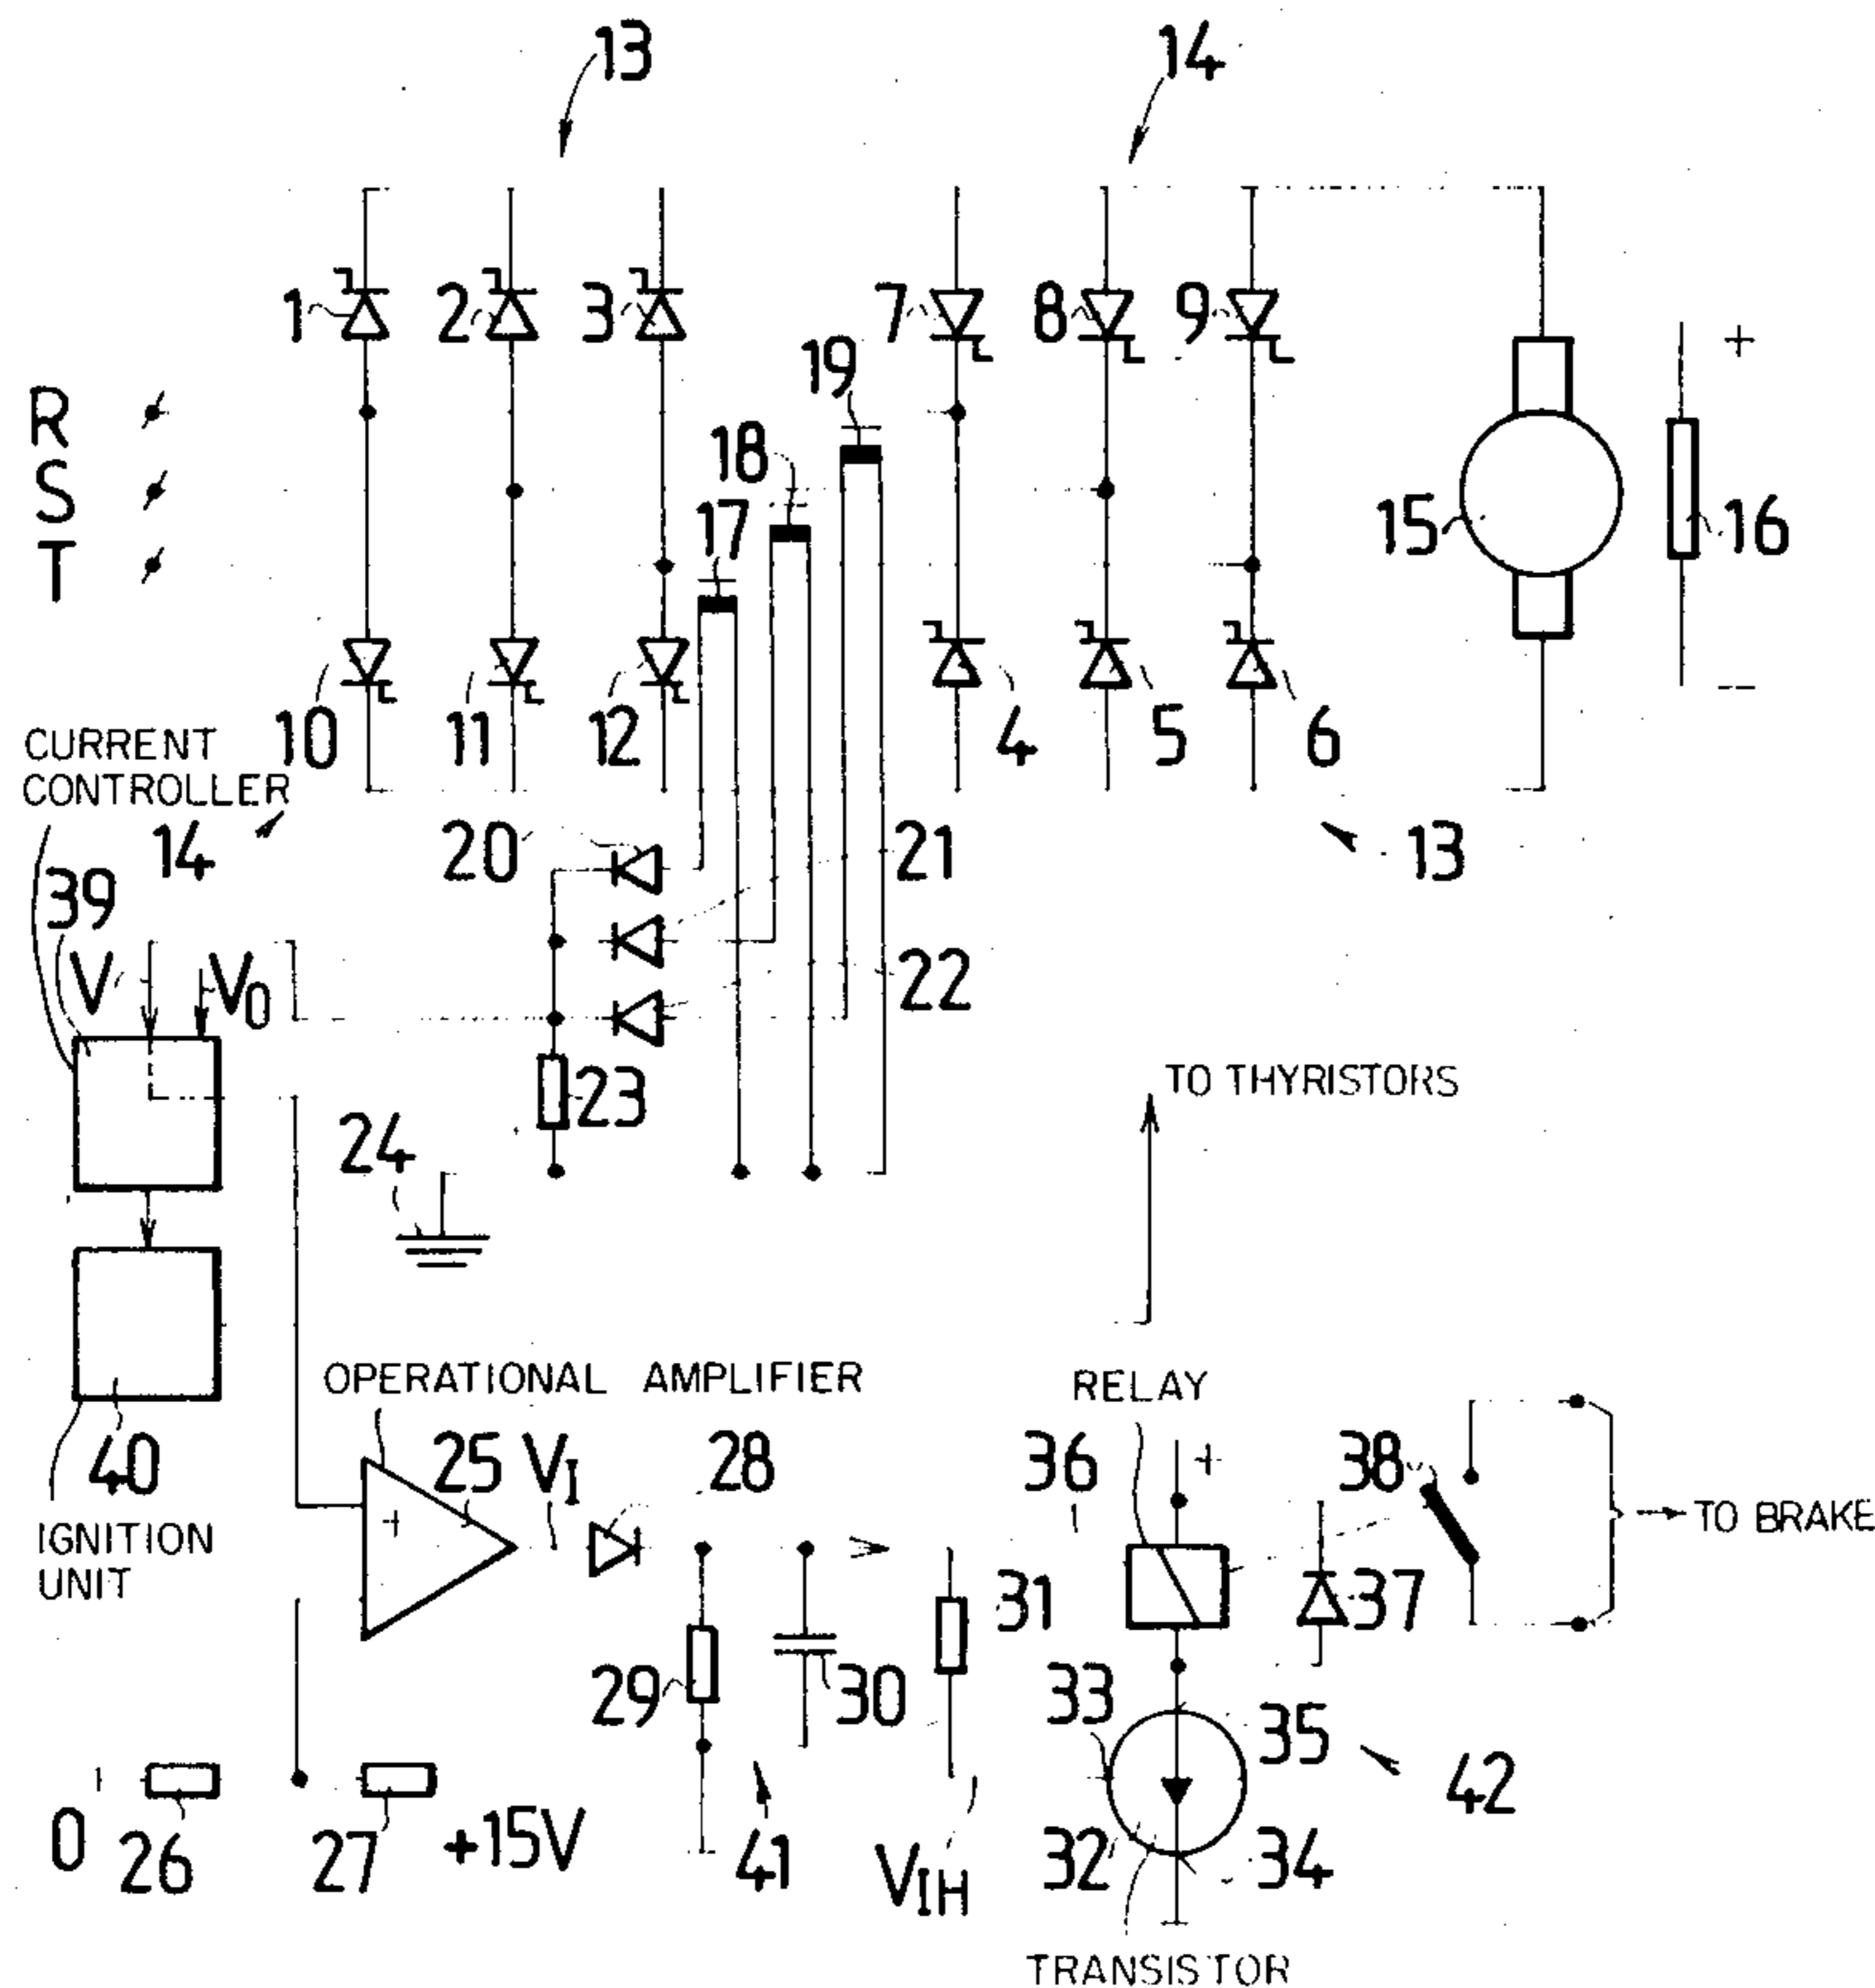 13 14
1 2 3 7 8 9
19
R
18
+
S
17 15 16
T
10 11 12 4 5 6
−
CURRENT
CONTROLLER
14 20 21 13
39
V V0 22
23
TO THYRISTORS
24
OPERATIONAL AMPLIFIER
RELAY
40 25 VI 28 36 + 38
+
TO BRAKE
IGNITION
UNIT
31 37
29 30 33 35
42
0 26 27 +15V 41 VIH 32 34
TRANSISTOR